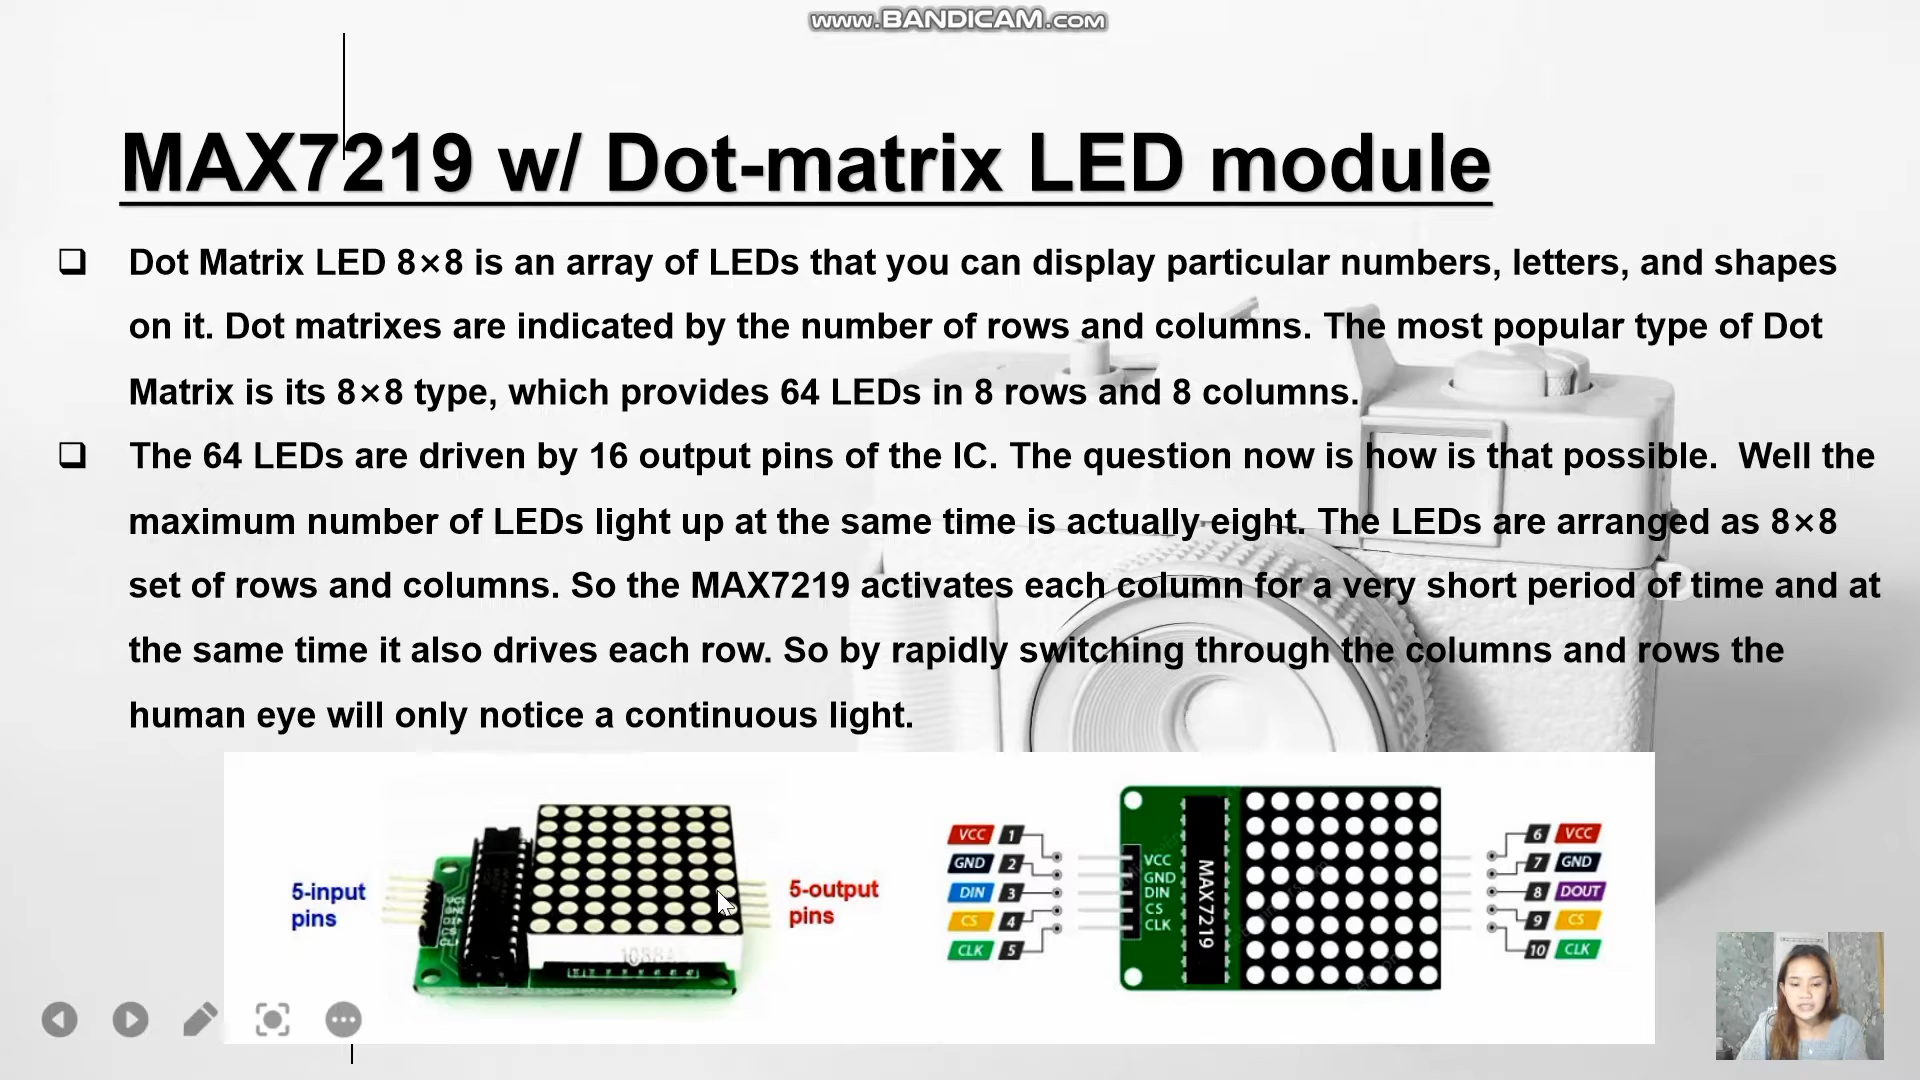 www.BANDICAM.com
MAX7219 w/ Dot-matrix LED module
Dot Matrix LED 8×8 is an array of LEDs that you can display particular numbers, letters, and shapes
on it. Dot matrixes are indicated by the number of rows and columns. The most popular type of Dot
Matrix is its 8×8 type, which provides 64 LEDs in 8 rows and 8 columns.
The 64 LEDs are driven by 16 output pins of the IC. The question now is how is that possible. Well the
maximum number of LEDs light up at the same time is actually eight. The LEDs are arranged as 8×8
set of rows and columns. So the MAX7219 activates each column for a very short period of time and at
the same time it also drives each row. So by rapidly switching through the columns and rows the
human eye will only notice a continuous light.
5-input
pins
5-output
pins
VCC 1
GND 2
DIN 3
CS 4
CLK 5
VCC
GND
DIN
CS
CLK
MAX7219
6 VCC
7 GND
8 DOUT
9 CS
10 CLK